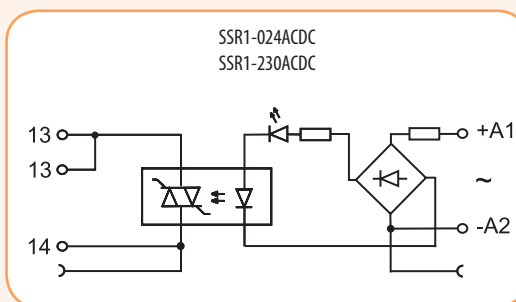 SSR1-024ACDC
SSR1-230ACDC
13
+A1
13
~
14
-A2